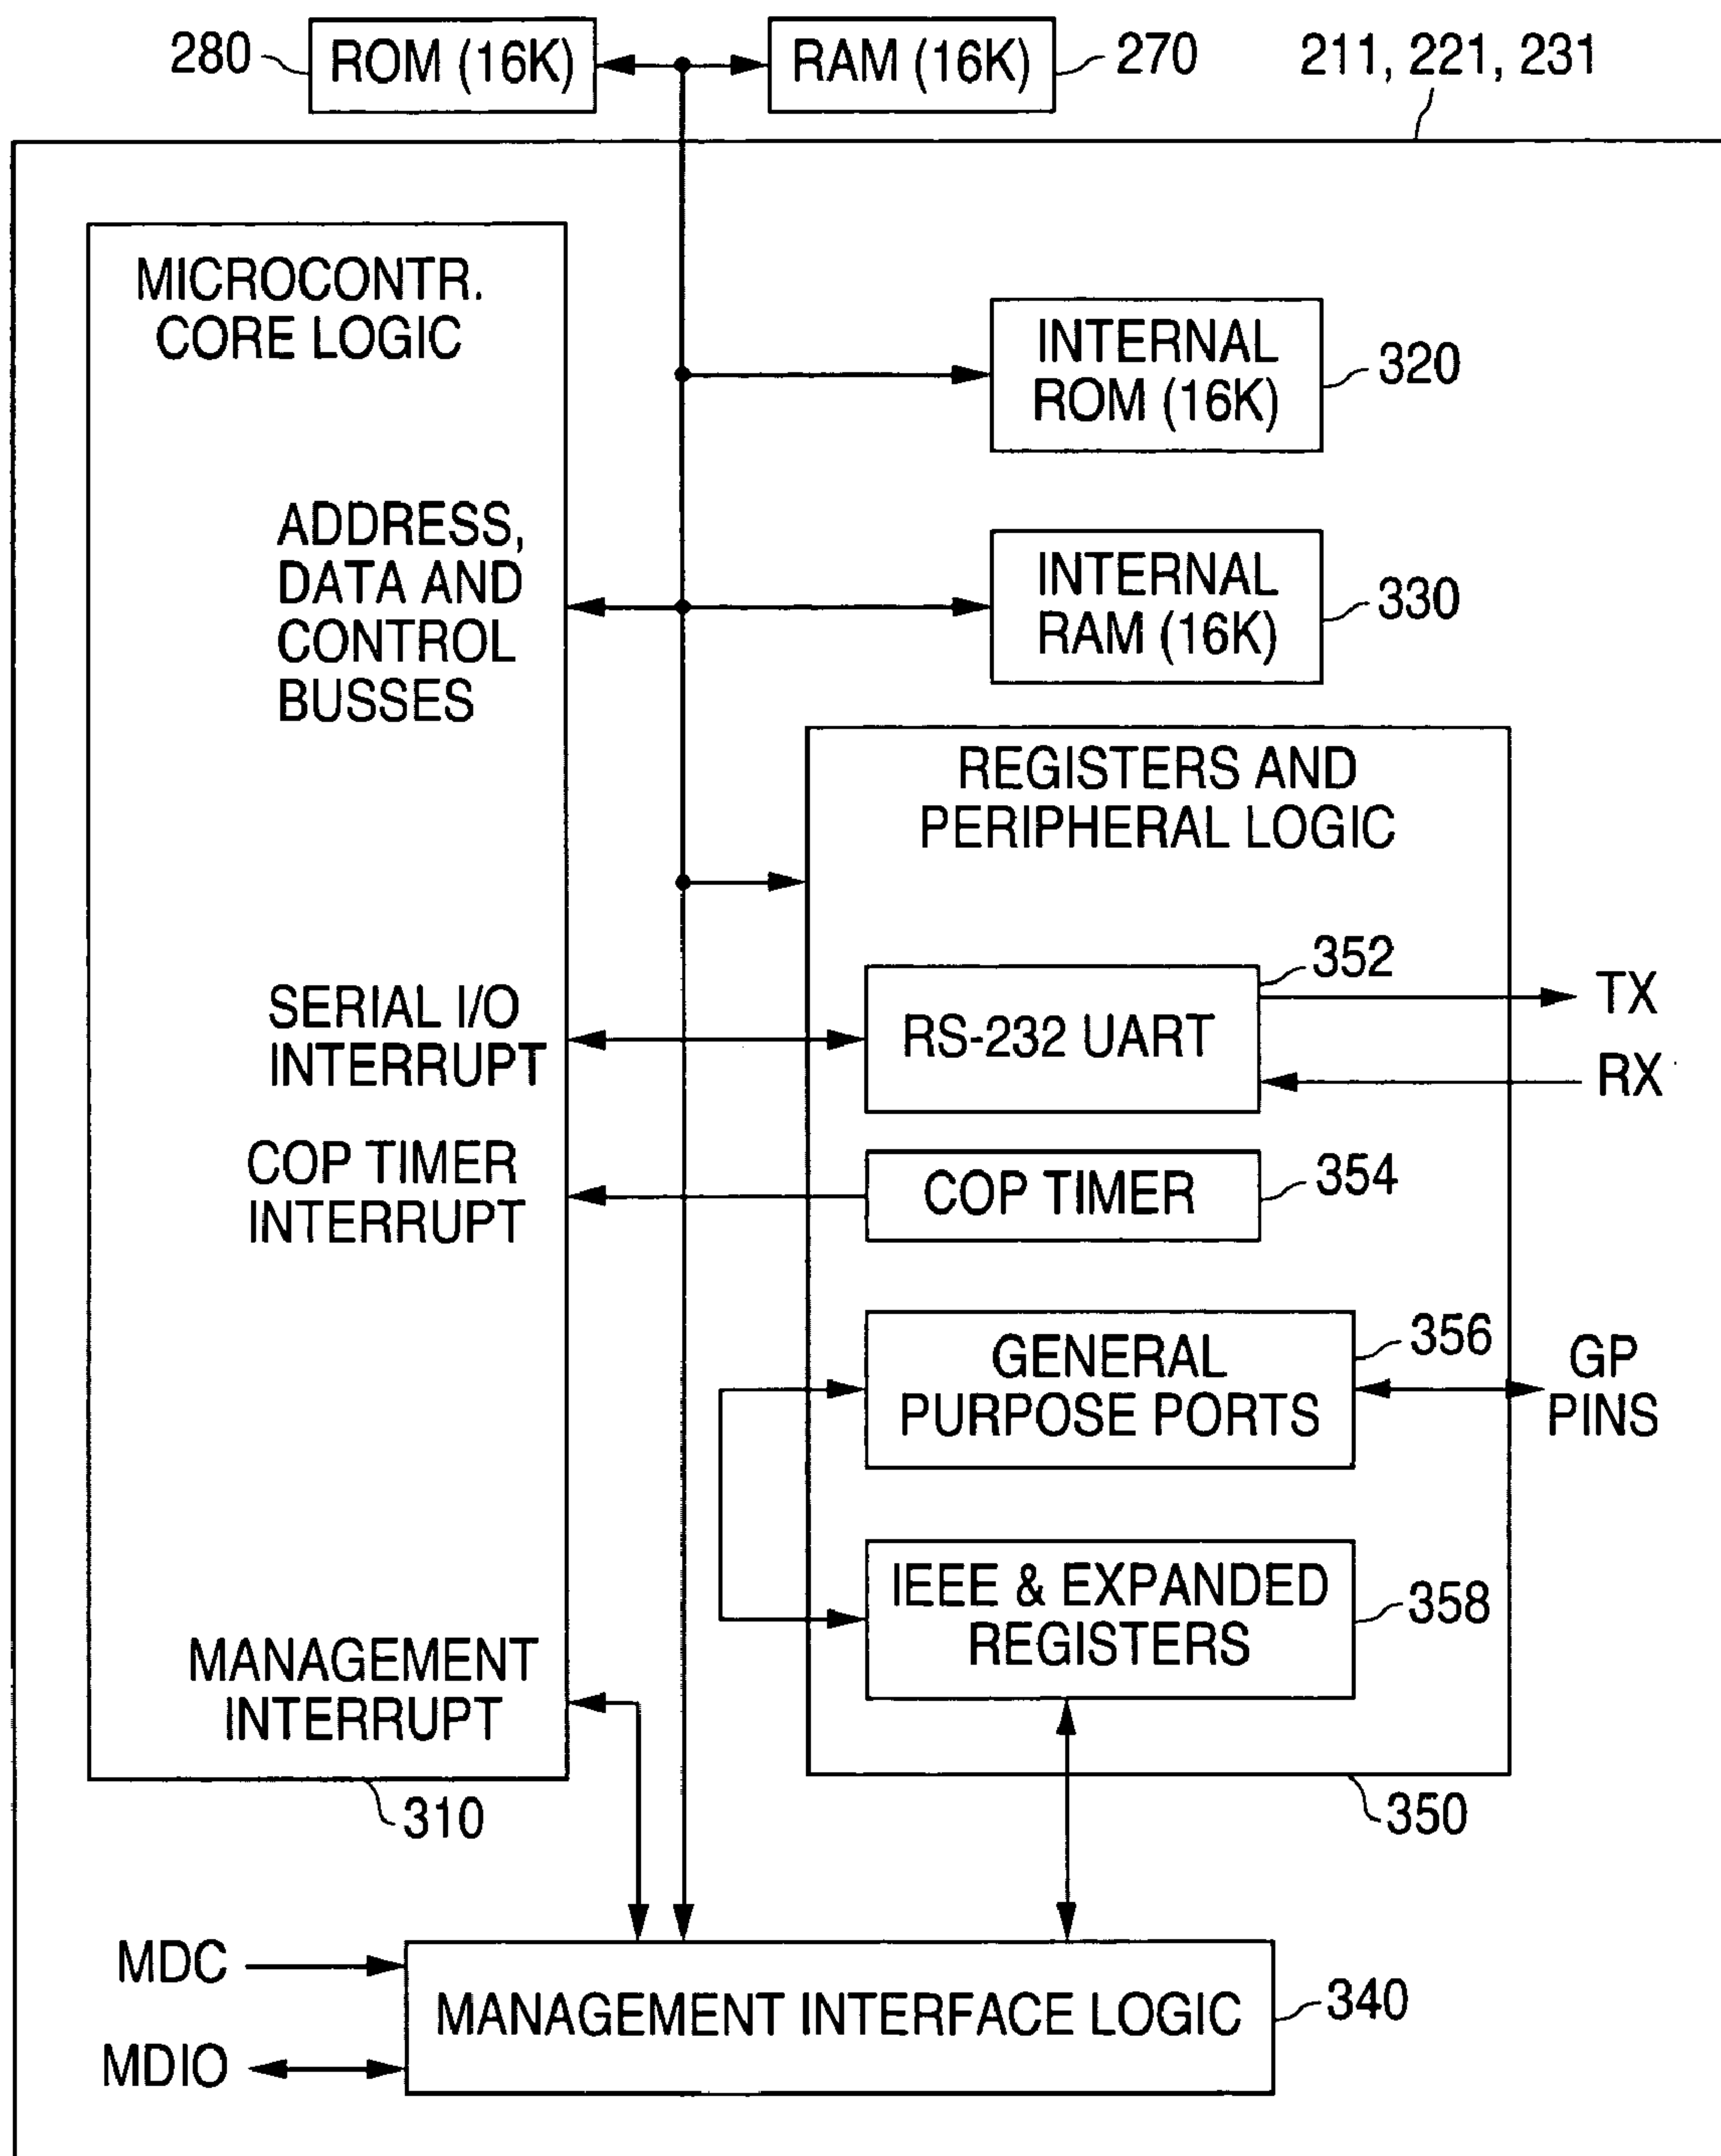 280
ROM (16K)
RAM (16K)
270
211, 221, 231
MICROCONTR.
CORE LOGIC
INTERNAL
ROM (16K)
320
ADDRESS,
DATA AND
CONTROL
BUSSES
INTERNAL
RAM (16K)
330
REGISTERS AND
PERIPHERAL LOGIC
352
SERIAL I/O
INTERRUPT
RS-232 UART
TX
RX
COP TIMER
INTERRUPT
COP TIMER
354
GENERAL
PURPOSE PORTS
356
GP
PINS
IEEE & EXPANDED
REGISTERS
358
MANAGEMENT
INTERRUPT
310
350
MDC
MDIO
MANAGEMENT INTERFACE LOGIC
340